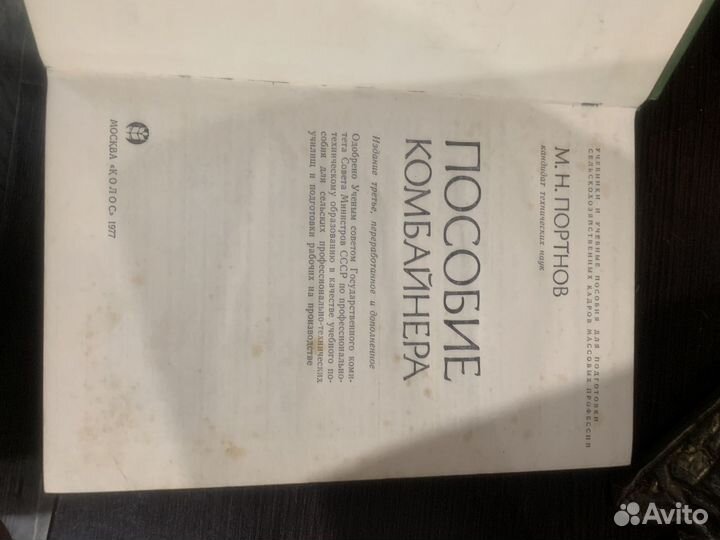 УЧЕБНИКИ И УЧЕБНЫЕ ПОСОБИЯ ДЛЯ ПОДГОТОВКИ
СЕЛЬСКОХОЗЯЙСТВЕННЫХ КАДРОВ МАССОВЫХ ПРОФЕССИЙ
М. Н. ПОРТНОВ
кандидат технических наук
ПОСОБИЕ
КОМБАЙНЕРА
Издание третье, переработанное и дополненное
Одобрено Ученым советом Государственного коми-
тета Совета Министров СССР по профессионально-
техническому образованию в качестве учебного по-
собия для сельских профессионально-технических
училищ и подготовки рабочих на производстве
МОСКВА «КОЛОС» 1977
Avito